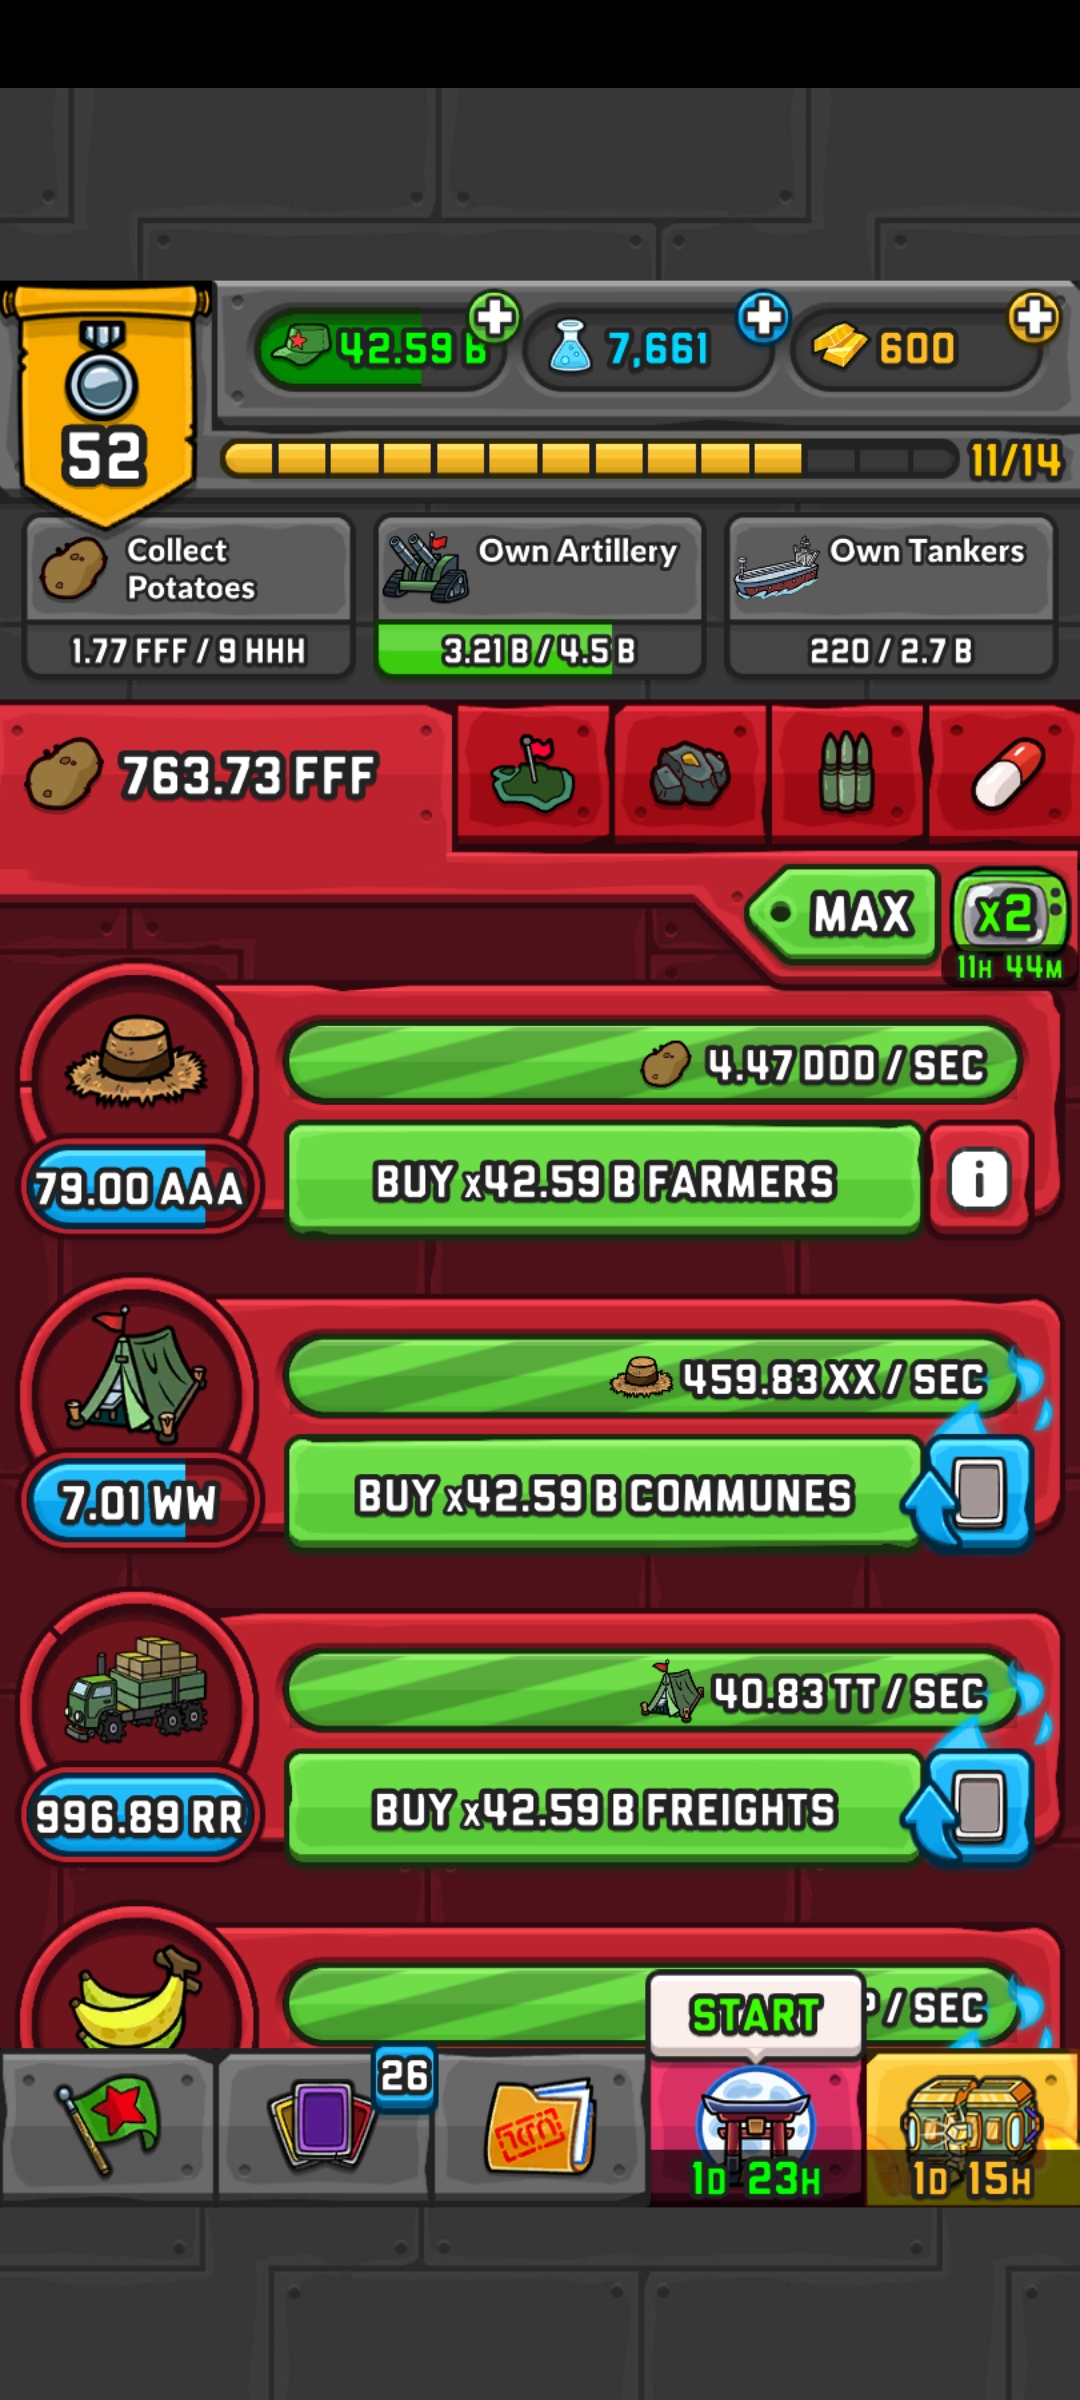 42.59 B
7,661
600
52
11/14
Collect
Potatoes
1.77 FFF / 9 HHH
Own Artillery
3.21 B / 4.5 B
Own Tankers
220 / 2.7 B
763.73 FFF
MAX
x2
11H 44M
4.47 DDD / SEC
79.00 AAA
BUY x42.59 B FARMERS
i
459.83 XX / SEC
7.01 WW
BUY x42.59 B COMMUNES
40.83 TT / SEC
996.89 RR
BUY x42.59 B FREIGHTS
/ SEC
START
26
1D 23H
1D 15H